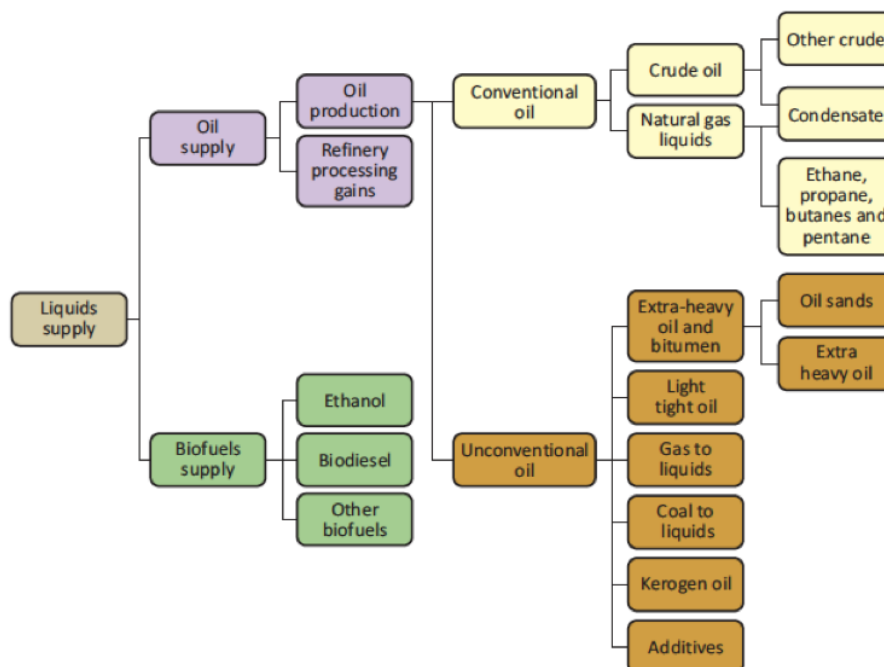 Liquids
supply
Oil
supply
Biofuels
supply
Oil
production
Refinery
processing
gains
Ethanol
Biodiesel
Other
biofuels
Conventional
oil
Unconventional
oil
Crude oil
Natural gas
liquids
Other crude
Condensate
Ethane,
propane,
butanes and
pentane
Extra-heavy
oil and
bitumen
Light
tight oil
Gas to
liquids
Coal to
liquids
Kerogen oil
Additives
Oil sands
Extra
heavy oil